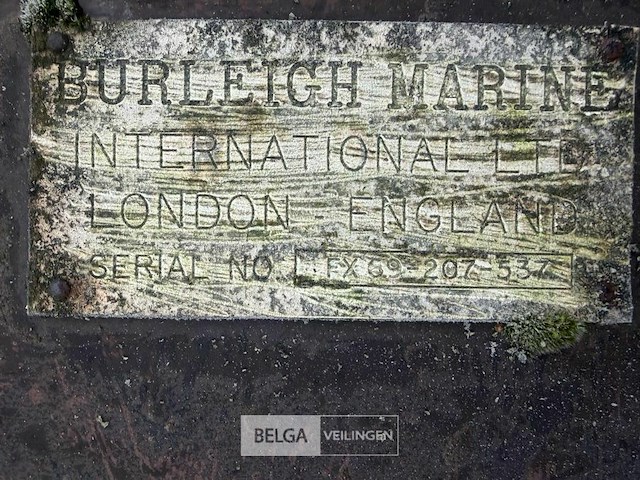 BURLEIGH MARINE
INTERNATIONAL LTD
LONDON - ENGLAND
SERIAL NO FX69-207-537
BELGA VEILINGEN